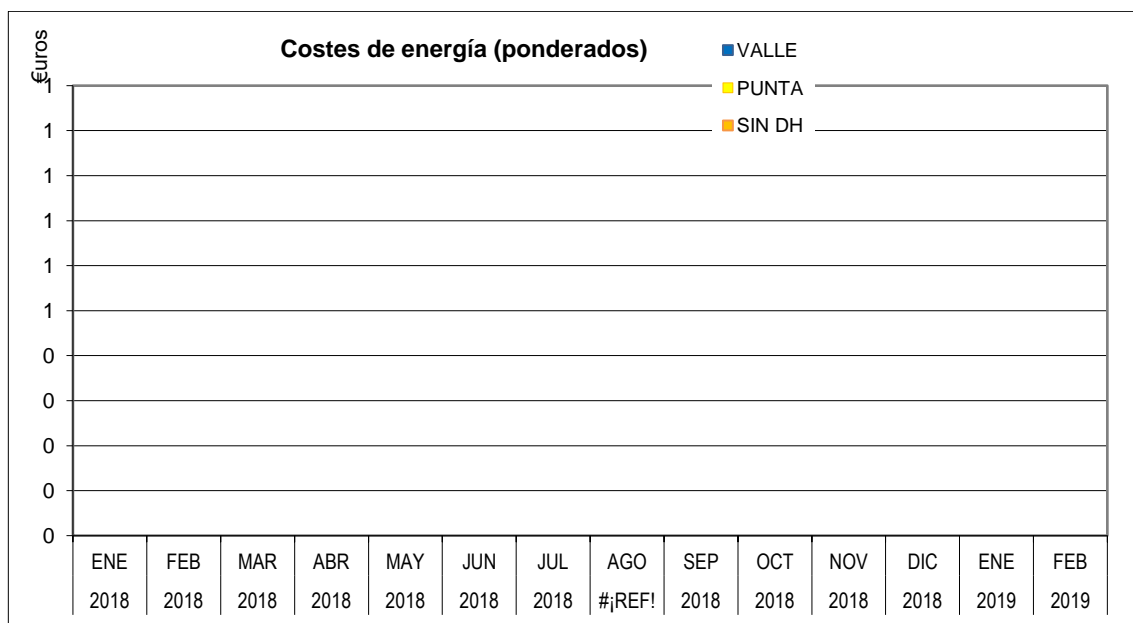 Costes de energía (ponderados)
VALLE
PUNTA
SIN DH
€uros
1
1
1
1
1
1
0
0
0
0
0
ENE FEB MAR ABR MAY JUN JUL AGO SEP OCT NOV DIC ENE FEB
2018 2018 2018 2018 2018 2018 2018 #¡REF! 2018 2018 2018 2018 2019 2019